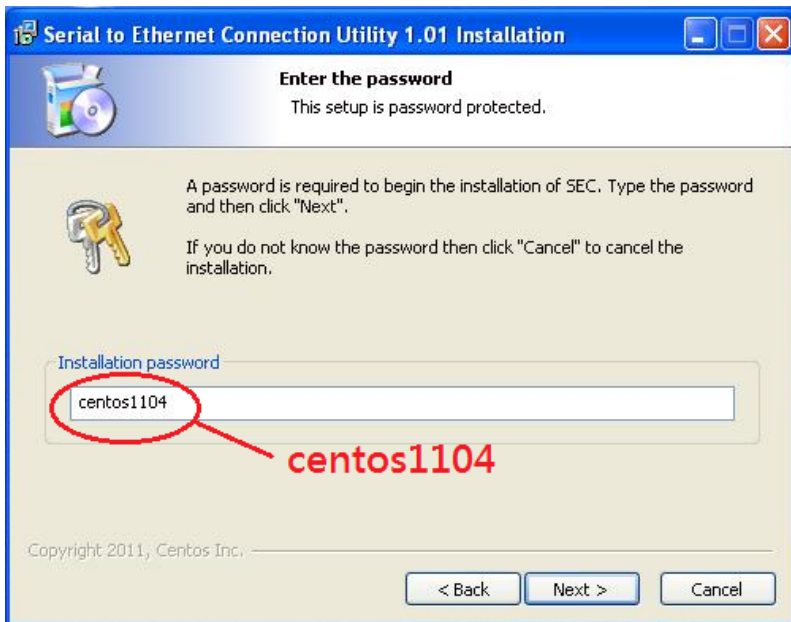 Serial to Ethernet Connection Utility 1.01 Installation
Enter the password
This setup is password protected.
A password is required to begin the installation of SEC. Type the password
and then click "Next".
If you do not know the password then click "Cancel" to cancel the
installation.
Installation password
centos1104
centos1104
Copyright 2011, Centos Inc.
< Back
Next >
Cancel